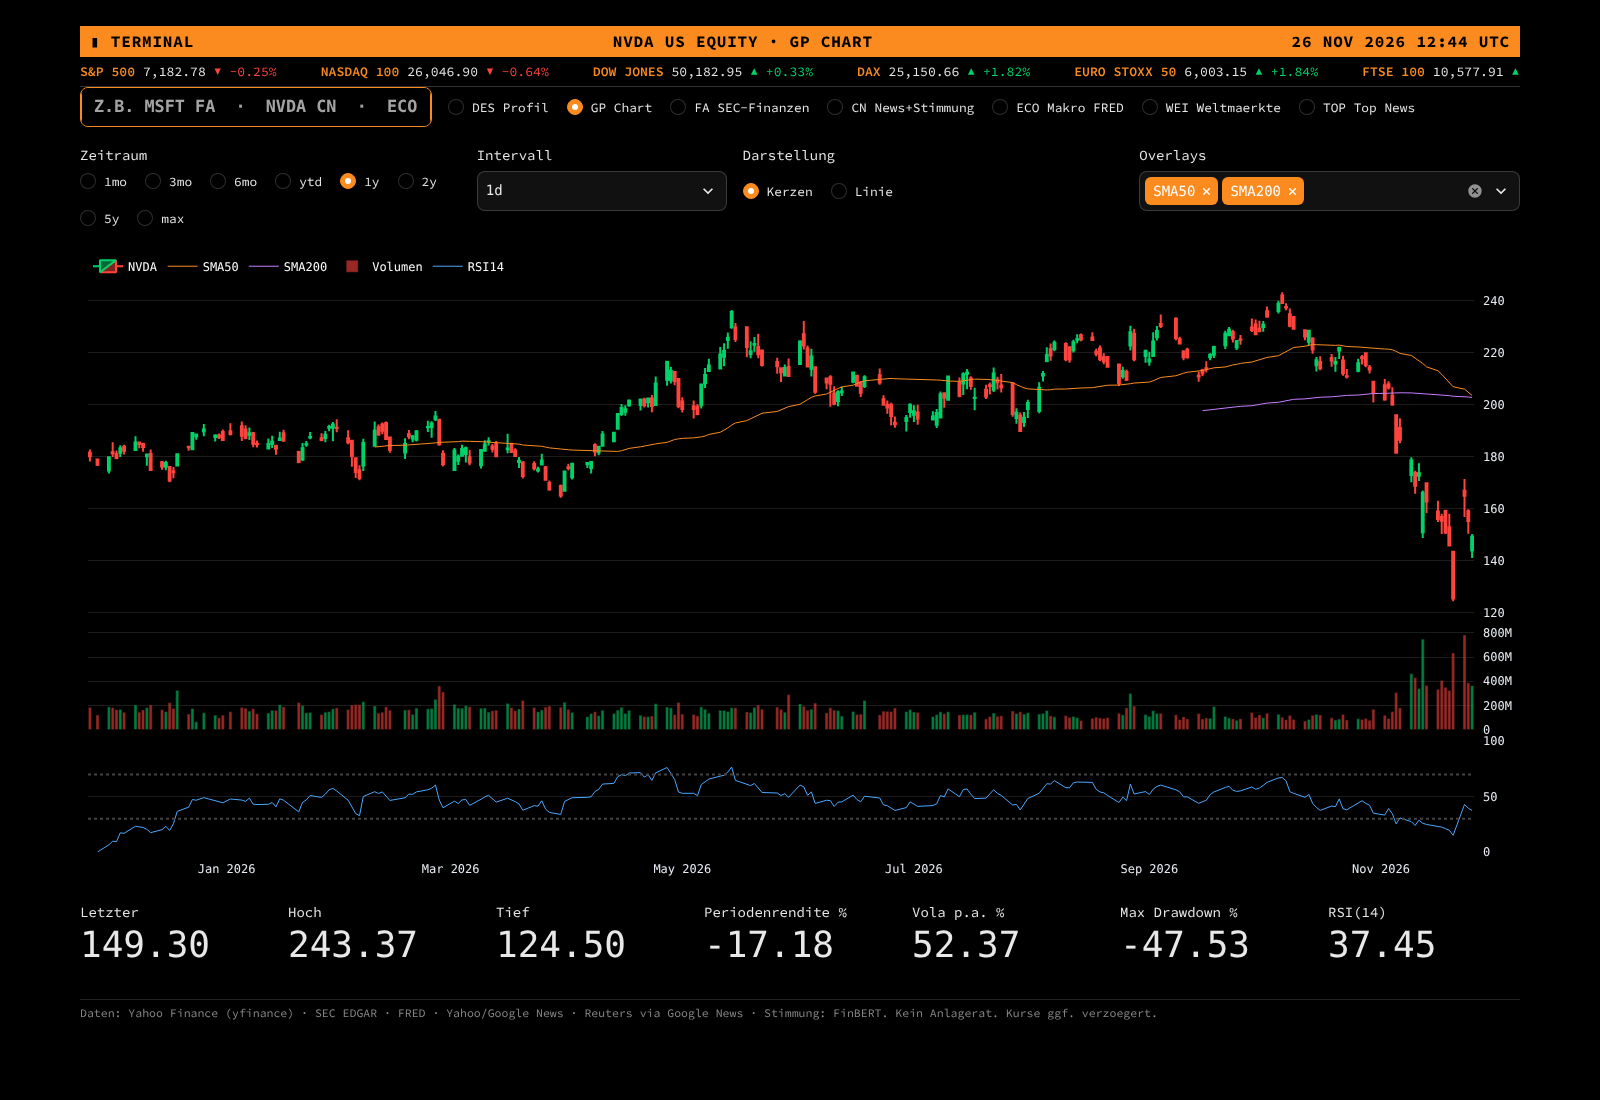 ▮ TERMINAL NVDA US EQUITY · GP CHART 26 NOV 2026 12:44 UTC
S&P 500 7,182.78 ▼ −0.25% NASDAQ 100 26,046.90 ▼ −0.64% DOW JONES 50,182.95 ▲ +0.33% DAX 25,150.66 ▲ +1.82% EURO STOXX 50 6,003.15 ▲ +1.84% FTSE 100 10,577.91 ▲
Z.B. MSFT FA · NVDA CN · ECO DES Profil GP Chart FA SEC-Finanzen CN News+Stimmung ECO Makro FRED WEI Weltmaerkte TOP Top News
Zeitraum Intervall Darstellung Overlays
1mo 3mo 6mo ytd 1y 2y 1d Kerzen Linie SMA50 × SMA200 ×
5y max
NVDA SMA50 SMA200 Volumen RSI14
240
220
200
180
160
140
120
800M
600M
400M
200M
0
100
50
0
Jan 2026 Mar 2026 May 2026 Jul 2026 Sep 2026 Nov 2026
Letzter Hoch Tief Periodenrendite % Vola p.a. % Max Drawdown % RSI(14)
149.30 243.37 124.50 -17.18 52.37 -47.53 37.45
Daten: Yahoo Finance (yfinance) · SEC EDGAR · FRED · Yahoo/Google News · Reuters via Google News · Stimmung: FinBERT. Kein Anlagerat. Kurse ggf. verzoegert.